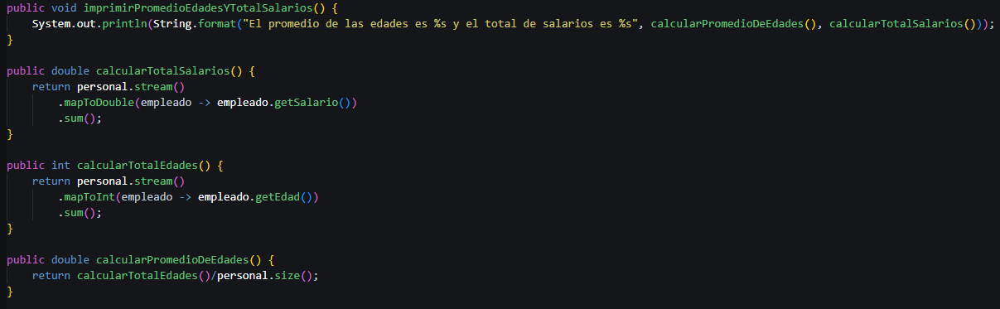 public void imprimirPromedioEdadesYTotalSalarios() {
    System.out.println(String.format("El promedio de las edades es %s y el total de salarios es %s", calcularPromedioDeEdades(), calcularTotalSalarios()));
}

public double calcularTotalSalarios() {
    return personal.stream()
        .mapToDouble(empleado -> empleado.getSalario())
        .sum();
}

public int calcularTotalEdades() {
    return personal.stream()
        .mapToInt(empleado -> empleado.getEdad())
        .sum();
}

public double calcularPromedioDeEdades() {
    return calcularTotalEdades()/personal.size();
}